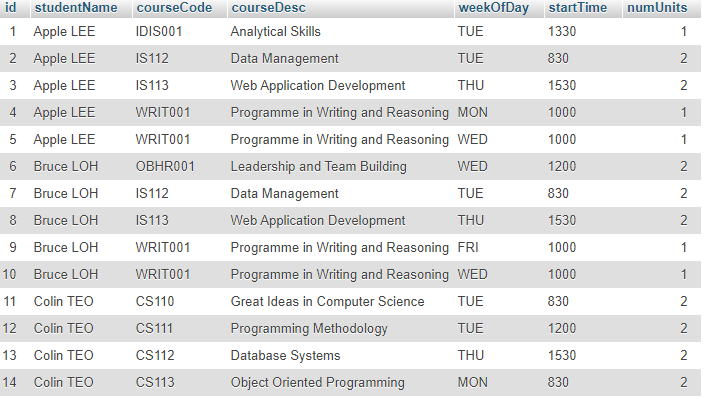 id studentName courseCode courseDesc weekOfDay startTime numUnits
1 Apple LEE IDIS001 Analytical Skills TUE 1330 1
2 Apple LEE IS112 Data Management TUE 830 2
3 Apple LEE IS113 Web Application Development THU 1530 2
4 Apple LEE WRIT001 Programme in Writing and Reasoning MON 1000 1
5 Apple LEE WRIT001 Programme in Writing and Reasoning WED 1000 1
6 Bruce LOH OBHR001 Leadership and Team Building WED 1200 2
7 Bruce LOH IS112 Data Management TUE 830 2
8 Bruce LOH IS113 Web Application Development THU 1530 2
9 Bruce LOH WRIT001 Programme in Writing and Reasoning FRI 1000 1
10 Bruce LOH WRIT001 Programme in Writing and Reasoning WED 1000 1
11 Colin TEO CS110 Great Ideas in Computer Science TUE 830 2
12 Colin TEO CS111 Programming Methodology TUE 1200 2
13 Colin TEO CS112 Database Systems THU 1530 2
14 Colin TEO CS113 Object Oriented Programming MON 830 2